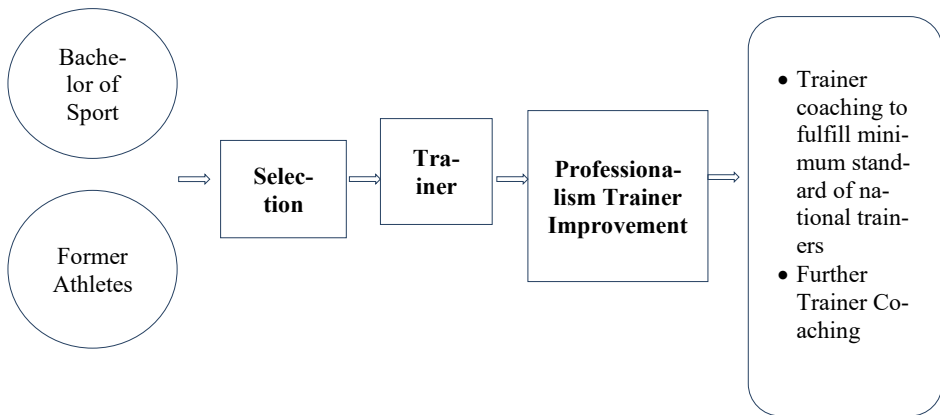 Bache-
lor of
Sport
Former
Athletes
Selec-
tion
Tra-
iner
Professiona-
lism Trainer
Improvement
• Trainer
coaching to
fulfill mini-
mum stand-
ard of na-
tional train-
ers
• Further
Trainer Co-
aching